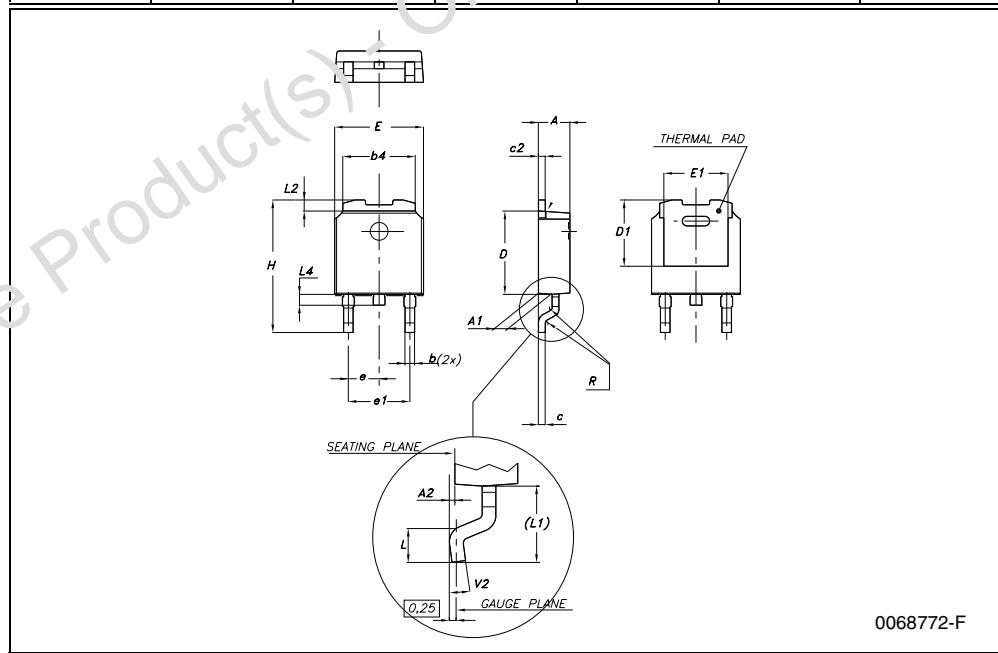 Product(s) - O
E
b4
L2
H
L4
b(2x)
e
e1
A
c2
D
A1
R
c
THERMAL PAD
E1
D1
SEATING PLANE
A2
(L1)
L
V2
0,25
GAUGE PLANE
0068772-F